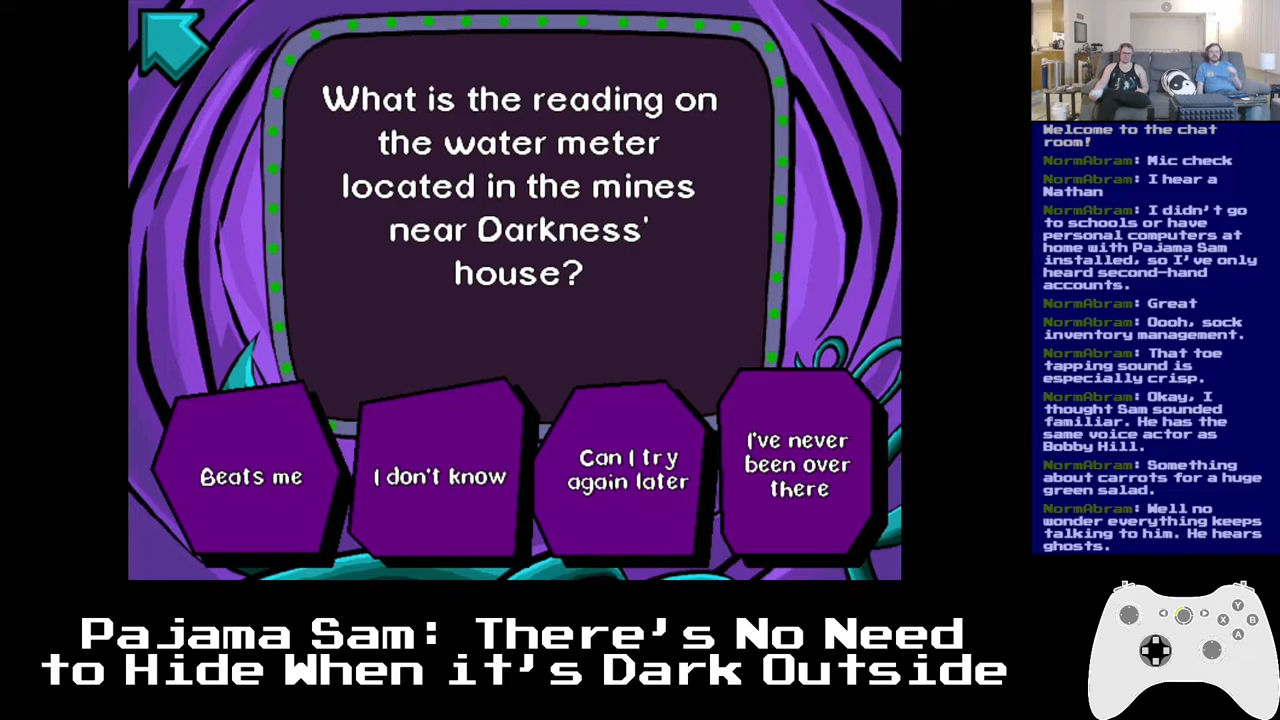 What is the reading on
the water meter
located in the mines
near Darkness'
house?
Beats me
I don't know
Can I try
again later
I've never
been over
there
Welcome to the chat
room!
NormAbram: Mic check
NormAbram: I hear a
Nathan
NormAbram: I didn't go
to schools or have
personal computers at
home with Pajama Sam
installed, so I've only
heard second-hand
accounts.
NormAbram: Great
NormAbram: Oooh, sock
inventory management.
NormAbram: That toe
tapping sound is
especially crisp.
NormAbram: Okay, I
thought Sam sounded
familiar. He has the
same voice actor as
Bobby Hill.
NormAbram: Something
about carrots for a huge
green salad.
NormAbram: Well no
wonder everything keeps
talking to him. He hears
ghosts.
Y
X
B
A
Pajama Sam: There's No Need
to Hide When it's Dark Outside